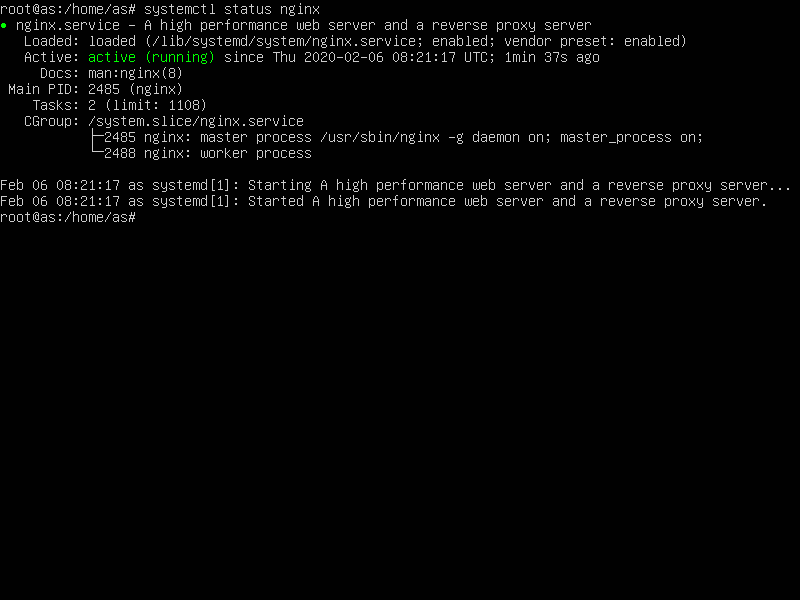 root@as:/home/as# systemctl status nginx
● nginx.service - A high performance web server and a reverse proxy server
   Loaded: loaded (/lib/systemd/system/nginx.service; enabled; vendor preset: enabled)
   Active: active (running) since Thu 2020-02-06 08:21:17 UTC; 1min 37s ago
     Docs: man:nginx(8)
 Main PID: 2485 (nginx)
    Tasks: 2 (limit: 1108)
   CGroup: /system.slice/nginx.service
           ├─2485 nginx: master process /usr/sbin/nginx -g daemon on; master_process on;
           └─2488 nginx: worker process

Feb 06 08:21:17 as systemd[1]: Starting A high performance web server and a reverse proxy server...
Feb 06 08:21:17 as systemd[1]: Started A high performance web server and a reverse proxy server.
root@as:/home/as#